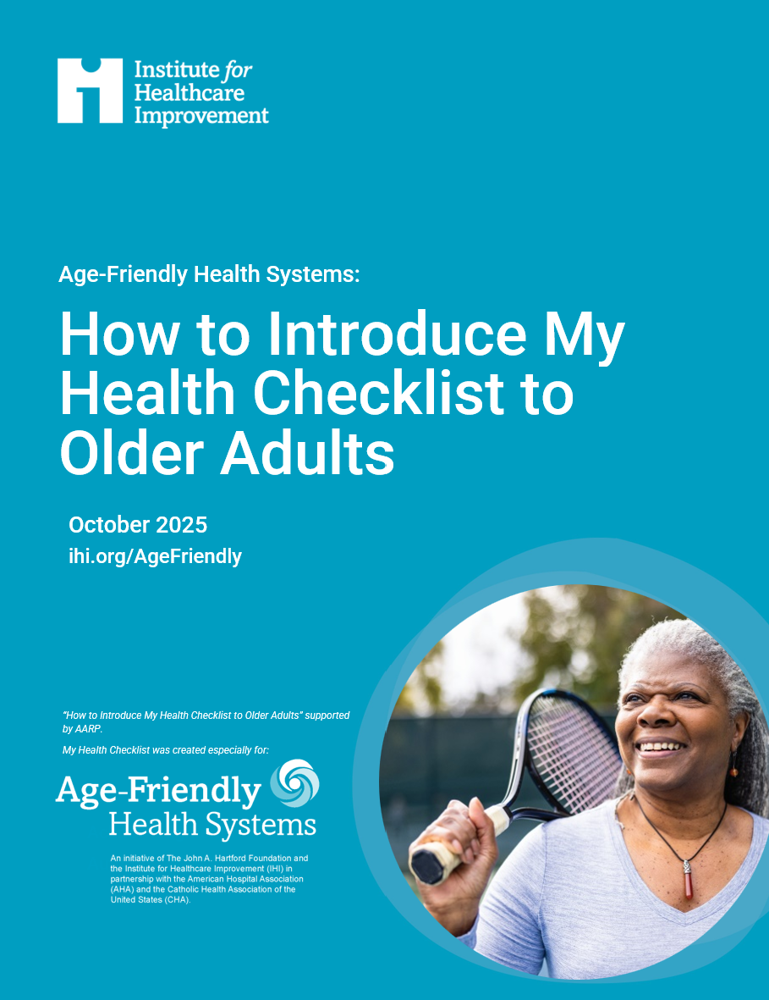 Institute for
Healthcare
Improvement
Age-Friendly Health Systems:
How to Introduce My
Health Checklist to
Older Adults
October 2025
ihi.org/AgeFriendly
“How to Introduce My Health Checklist to Older Adults” supported
by AARP.
My Health Checklist was created especially for:
Age-Friendly
Health Systems
An initiative of The John A. Hartford Foundation and
the Institute for Healthcare Improvement (IHI) in
partnership with the American Hospital Association
(AHA) and the Catholic Health Association of the
United States (CHA).